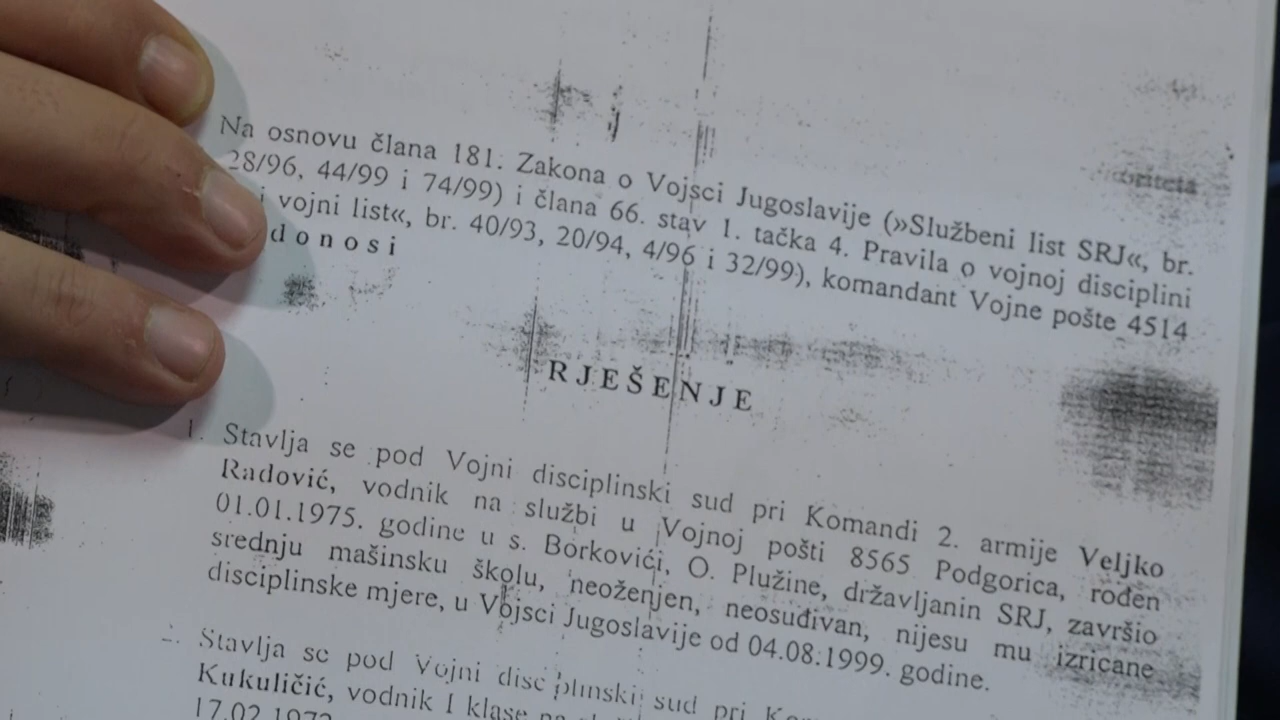 Na osnovu člana 181. Zakona o Vojsci Jugoslavije (»Službeni list SRJ«, br.
28/96, 44/99 i 74/99) i člana 66. stav 1. tačka 4. Pravila o vojnoj disciplini
i vojni list«, br. 40/93, 20/94, 4/96 i 32/99), komandant Vojne pošte 4514
d o n o s i
R J E Š E N J E
1. Stavlja se pod Vojni disciplinski sud pri Komandi 2. armije Veljko
Radović, vodnik na službi u Vojnoj pošti 8565 Podgorica, rođen
01.01.1975. godine u s. Borkovići, O. Plužine, državljanin SRJ, završio
srednju mašinsku školu, neoženjen, neosuđivan, nijesu mu izricane
disciplinske mjere, u Vojsci Jugoslavije od 04.08.1999. godine.
2. Stavlja se pod Vojni disciplinski sud pri
Kukuličić, vodnik I klase
17.02.1972.